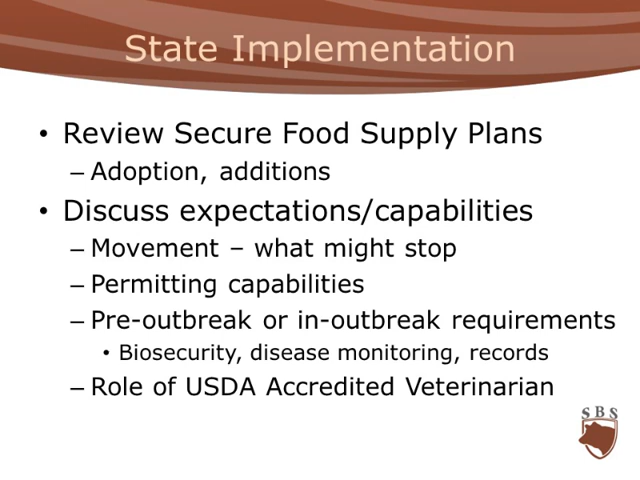 State Implementation
• Review Secure Food Supply Plans
– Adoption, additions
• Discuss expectations/capabilities
– Movement – what might stop
– Permitting capabilities
– Pre-outbreak or in-outbreak requirements
• Biosecurity, disease monitoring, records
– Role of USDA Accredited Veterinarian
SBS